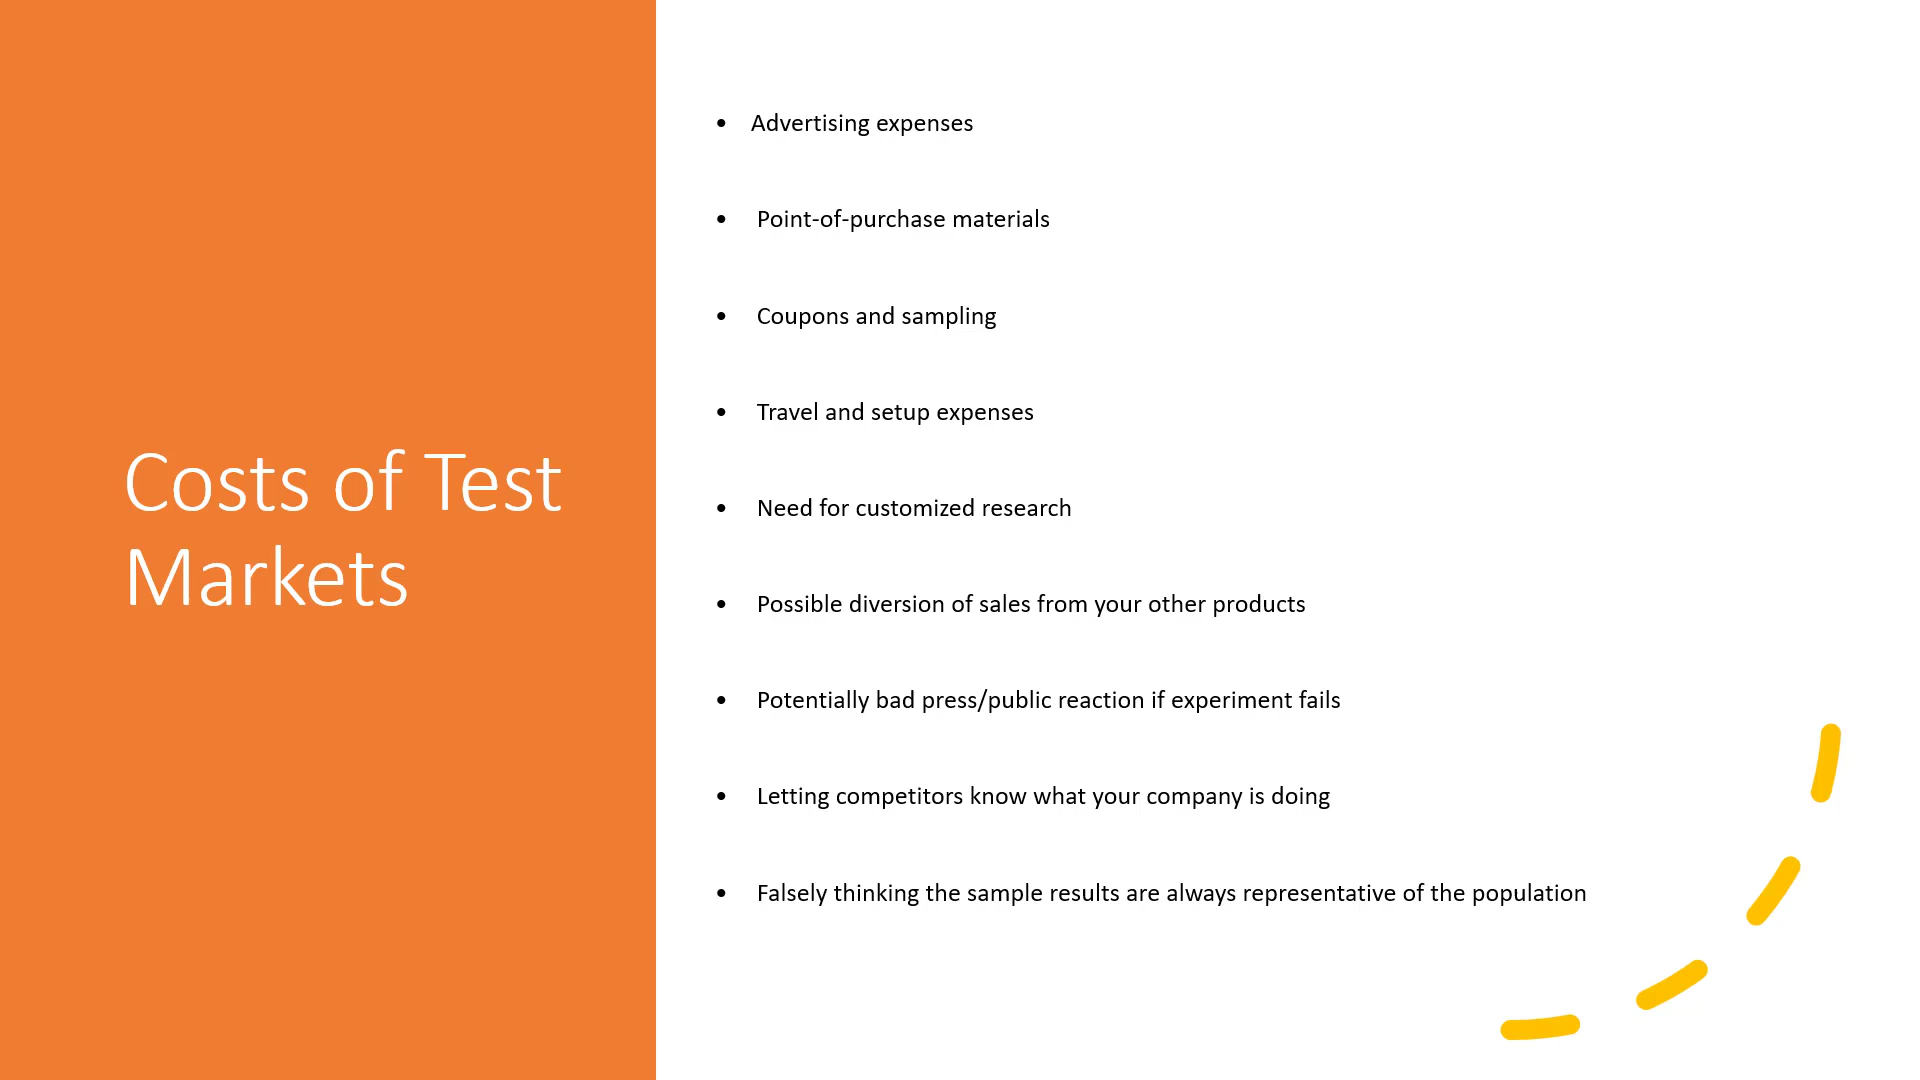 Costs of Test
Markets
• Advertising expenses
• Point-of-purchase materials
• Coupons and sampling
• Travel and setup expenses
• Need for customized research
• Possible diversion of sales from your other products
• Potentially bad press/public reaction if experiment fails
• Letting competitors know what your company is doing
• Falsely thinking the sample results are always representative of the population